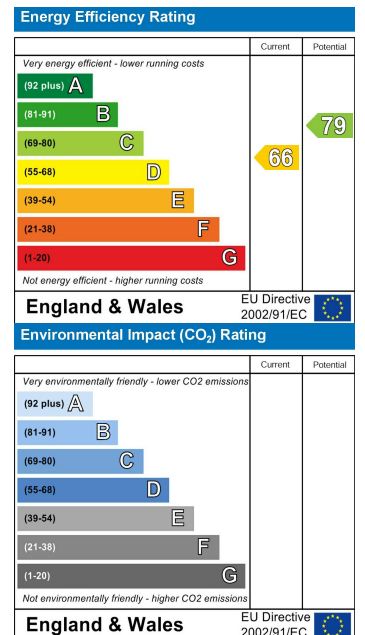 Energy Efficiency Rating
Current Potential
Very energy efficient - lower running costs
(92 plus) A
(81-91) B
(69-80) C
(55-68) D
(39-54) E
(21-38) F
(1-20) G
66
79
Not energy efficient - higher running costs
England & Wales
EU Directive
2002/91/EC
Environmental Impact (CO₂) Rating
Current Potential
Very environmentally friendly - lower CO2 emissions
(92 plus) A
(81-91) B
(69-80) C
(55-68) D
(39-54) E
(21-38) F
(1-20) G
Not environmentally friendly - higher CO2 emissions
England & Wales
EU Directive
2002/91/EC